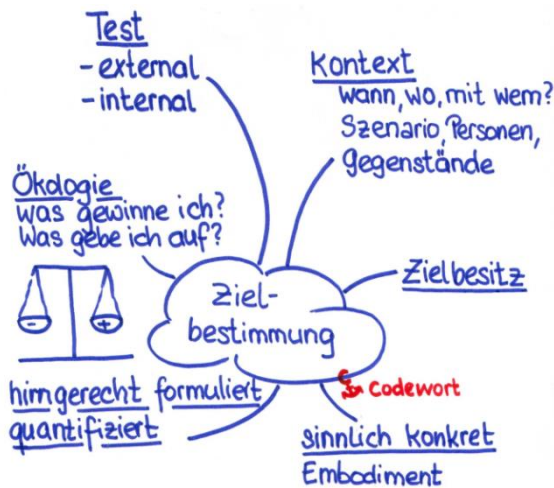 Test
- external
- internal
Kontext
wann, wo, mit wem?
Szenario, Personen,
Gegenstände
Ökologie
was gewinne ich?
Was gebe ich auf?
- +
Zielbesitz
Ziel-
bestimmung
Codewort
hirngerecht formuliert
quantifiziert
sinnlich konkret
Embodiment